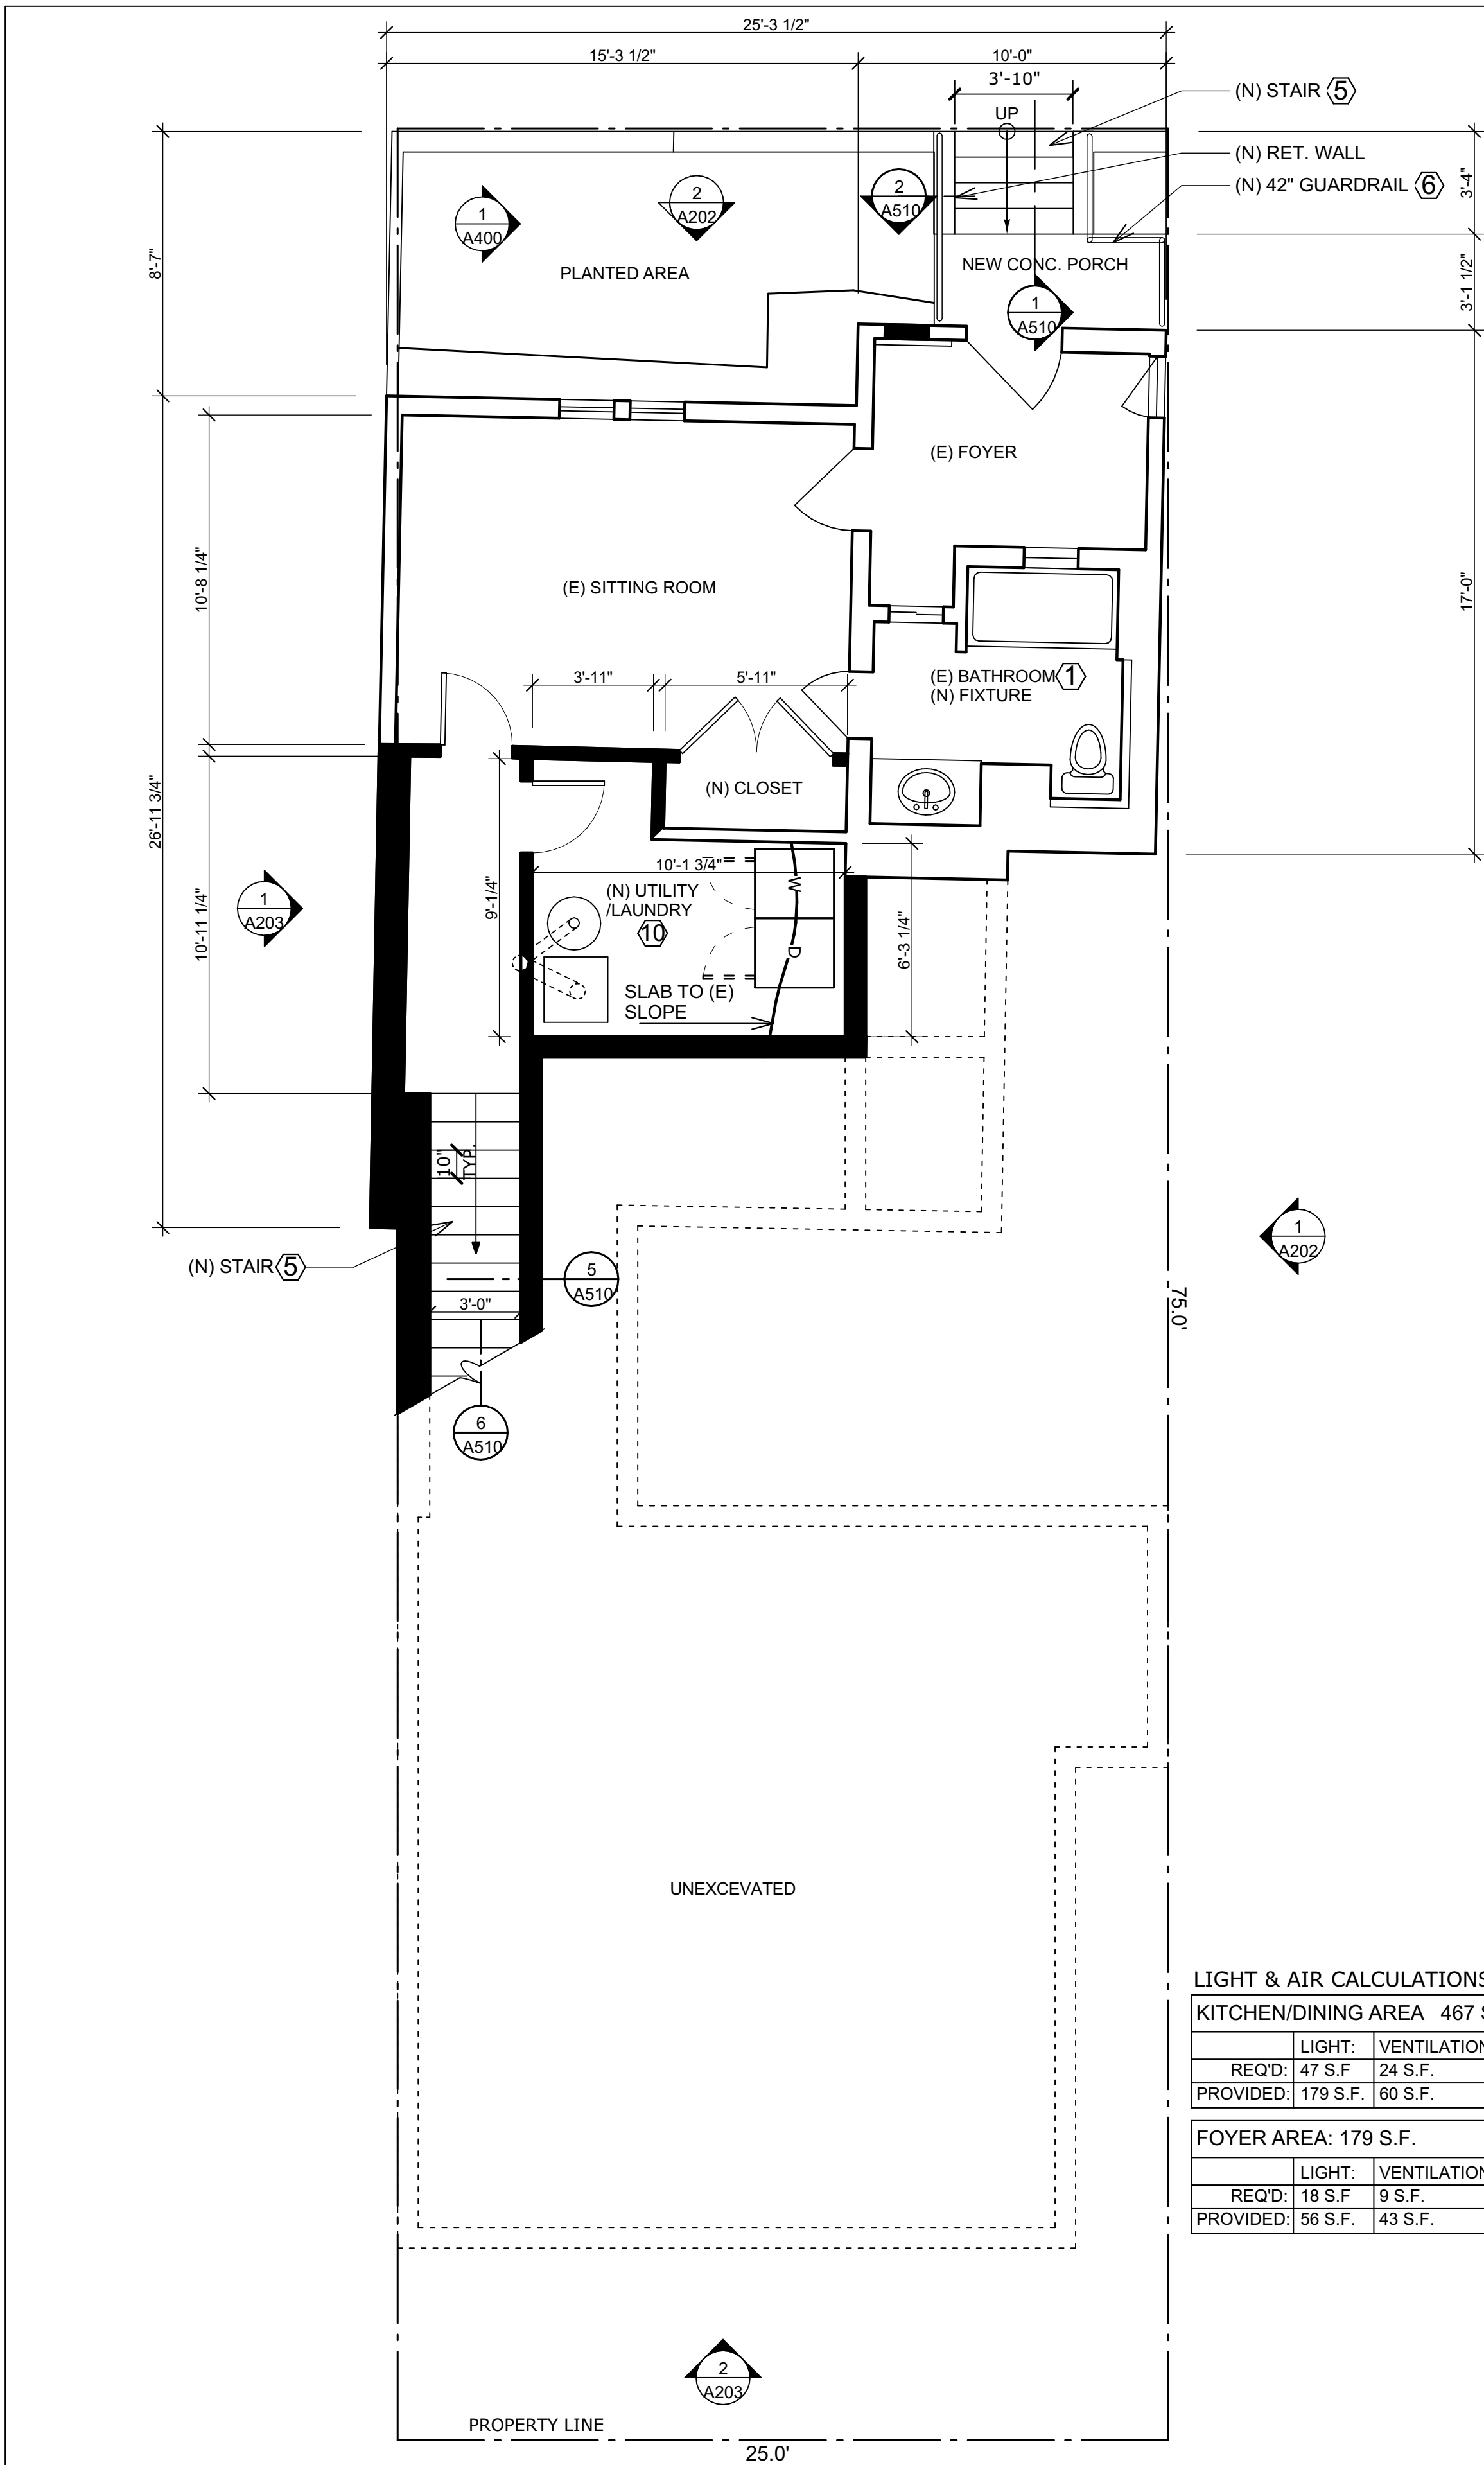 25'-3 1/2"
15'-3 1/2"
10'-0"
3'-10"
UP
(N) STAIR 5
(N) RET. WALL
(N) 42" GUARDRAIL 6
3'-4"
3'-1 1/2"
17'-0"
8'-7"
1
A400
2
A202
2
A510
PLANTED AREA
NEW CONC. PORCH
1
A510
(E) FOYER
10'-8 1/4"
(E) SITTING ROOM
3'-11"
5'-11"
(E) BATHROOM 1
(N) FIXTURE
26'-11 3/4"
(N) CLOSET
10'-1 3/4"
W
D
(N) UTILITY
/LAUNDRY
10
9'-1/4"
6'-3 1/4"
10'-11 1/4"
1
A203
SLAB TO (E)
SLOPE
10"
TYP.
(N) STAIR 5
5
A510
3'-0"
6
A510
1
A202
75.0'
UNEXCEVATED
LIGHT & AIR CALCULATIONS
KITCHEN/DINING AREA 467 S
LIGHT: VENTILATION
REQ'D: 47 S.F 24 S.F.
PROVIDED: 179 S.F. 60 S.F.
FOYER AREA: 179 S.F.
LIGHT: VENTILATION
REQ'D: 18 S.F 9 S.F.
PROVIDED: 56 S.F. 43 S.F.
2
A203
PROPERTY LINE
25.0'